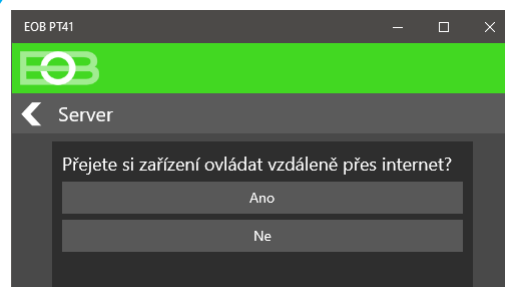 EOB PT41
EOB
Server
Přejete si zařízení ovládat vzdáleně přes internet?
Ano
Ne